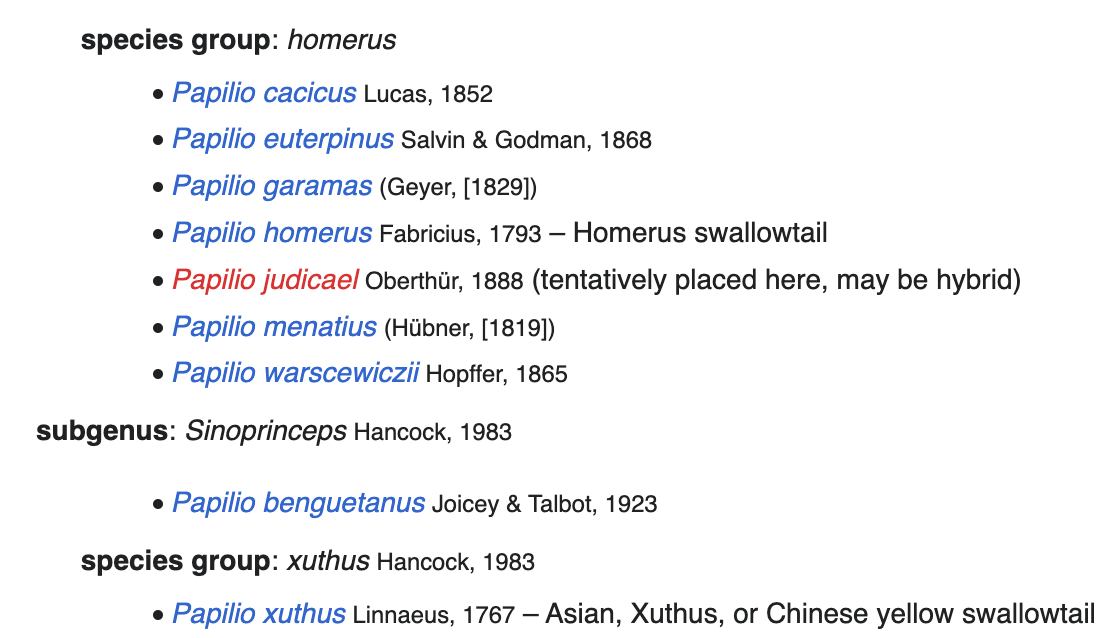 species group: homerus
• Papilio cacicus Lucas, 1852
• Papilio euterpinus Salvin & Godman, 1868
• Papilio garamas (Geyer, [1829])
• Papilio homerus Fabricius, 1793 – Homerus swallowtail
• Papilio judicael Oberthür, 1888 (tentatively placed here, may be hybrid)
• Papilio menatius (Hübner, [1819])
• Papilio warscewiczii Hopffer, 1865
subgenus: Sinoprinceps Hancock, 1983
• Papilio benguetanus Joicey & Talbot, 1923
species group: xuthus Hancock, 1983
• Papilio xuthus Linnaeus, 1767 – Asian, Xuthus, or Chinese yellow swallowtail